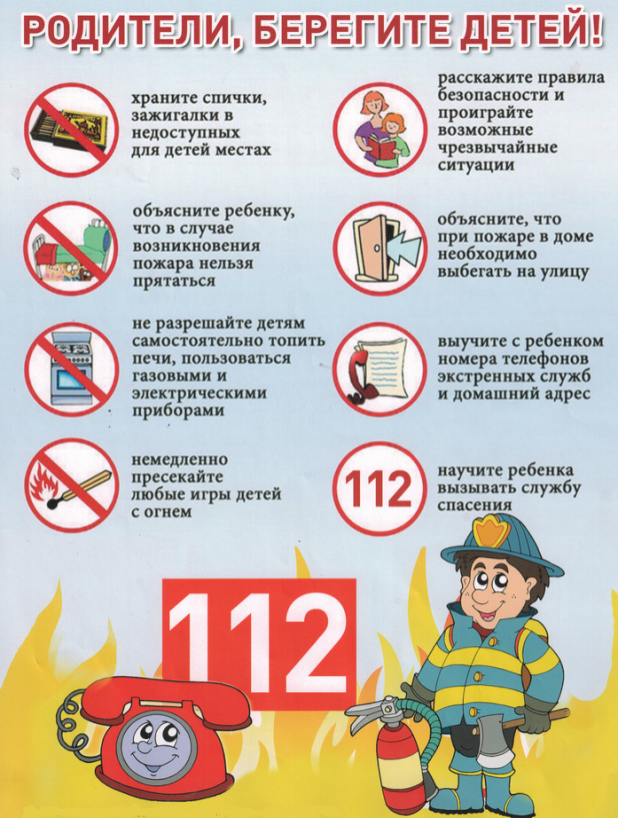 РОДИТЕЛИ, БЕРЕГИТЕ ДЕТЕЙ!
храните спички,
зажигалки в
недоступных
для детей местах
расскажите правила
безопасности и
проиграйте
возможные
чрезвычайные
ситуации
объясните ребенку,
что в случае
возникновения
пожара нельзя
прятаться
объясните, что
при пожаре в доме
необходимо
выбегать на улицу
не разрешайте детям
самостоятельно топить
печи, пользоваться
газовыми и
электрическими
приборами
выучите с ребенком
номера телефонов
экстренных служб
и домашний адрес
немедленно
пресекайте
любые игры детей
с огнем
112
научите ребенка
вызывать службу
спасения
112